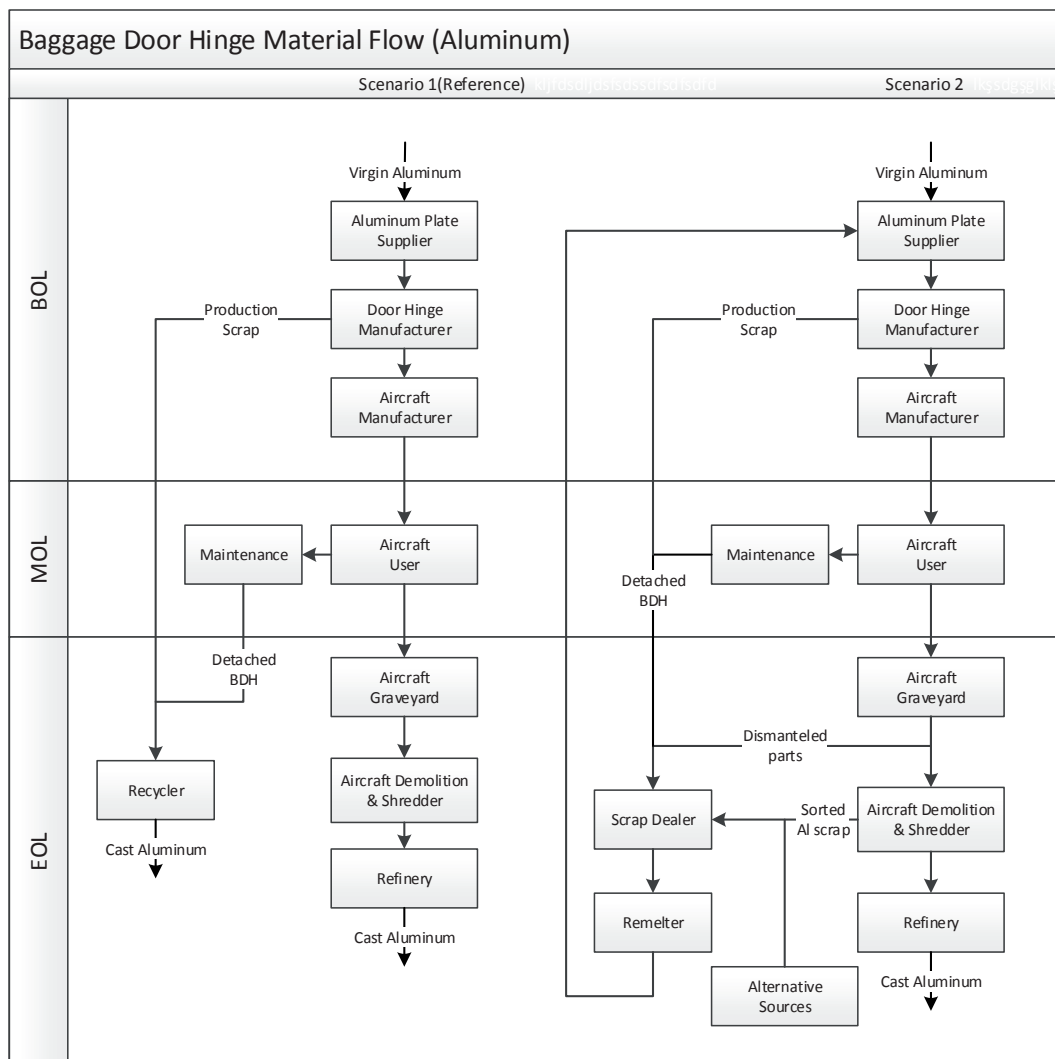 Baggage Door Hinge Material Flow (Aluminum)
Scenario 1(Reference)
Scenario 2
BOL
Virgin Aluminum
Aluminum Plate
Supplier
Production
Scrap
Door Hinge
Manufacturer
Aircraft
Manufacturer
Virgin Aluminum
Aluminum Plate
Supplier
Production
Scrap
Door Hinge
Manufacturer
Aircraft
Manufacturer
MOL
Maintenance
Aircraft
User
Detached
BDH
Maintenance
Aircraft
User
EOL
Detached
BDH
Aircraft
Graveyard
Recycler
Aircraft Demolition
& Shredder
Cast Aluminum
Refinery
Cast Aluminum
Aircraft
Graveyard
Dismanteled
parts
Scrap Dealer
Sorted
Al scrap
Aircraft Demolition
& Shredder
Remelter
Refinery
Alternative
Sources
Cast Aluminum